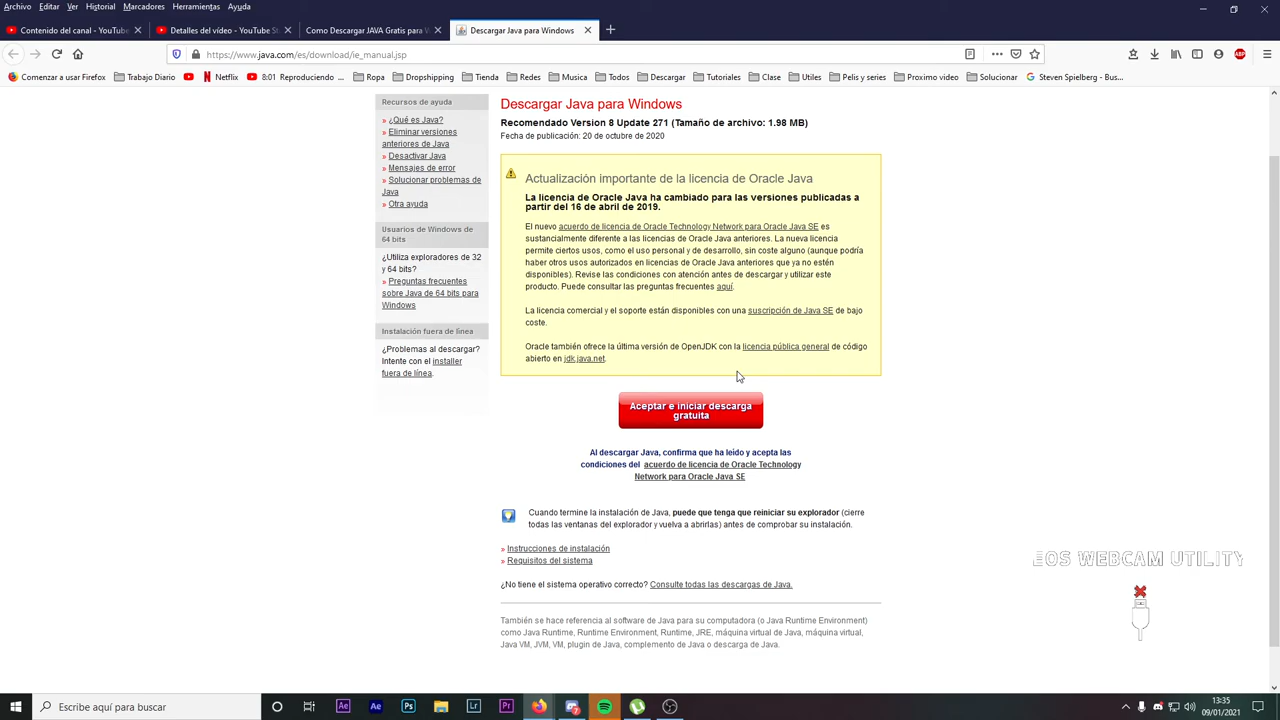 Archivo Editar Ver Historial Marcadores Herramientas Ayuda
Contenido del canal - YouTube
Detalles del vídeo - YouTube St
Como Descargar JAVA Gratis para W
Descargar Java para Windows
https://www.java.com/es/download/ie_manual.jsp
ABP
Comenzar a usar Firefox
Trabajo Diario
Netflix
8:01 Reproduciendo
Ropa
Dropshipping
Tienda
Redes
Musica
Todos
Descargar
Tutoriales
Clase
Utiles
Pelis y series
Proximo video
Solucionar
Steven Spielberg - Bus...
Recursos de ayuda
» ¿Qué es Java?
» Eliminar versiones
anteriores de Java
» Desactivar Java
» Mensajes de error
» Solucionar problemas de
Java
» Otra ayuda
Usuarios de Windows de
64 bits
¿Utiliza exploradores de 32
y 64 bits?
» Preguntas frecuentes
sobre Java de 64 bits para
Windows
Instalación fuera de línea
¿Problemas al descargar?
Intente con el installer
fuera de línea.
Descargar Java para Windows
Recomendado Version 8 Update 271 (Tamaño de archivo: 1.98 MB)
Fecha de publicación: 20 de octubre de 2020
Actualización importante de la licencia de Oracle Java
La licencia de Oracle Java ha cambiado para las versiones publicadas a
partir del 16 de abril de 2019.
El nuevo acuerdo de licencia de Oracle Technology Network para Oracle Java SE es
sustancialmente diferente a las licencias de Oracle Java anteriores. La nueva licencia
permite ciertos usos, como el uso personal y de desarrollo, sin coste alguno (aunque podría
haber otros usos autorizados en licencias de Oracle Java anteriores que ya no estén
disponibles). Revise las condiciones con atención antes de descargar y utilizar este
producto. Puede consultar las preguntas frecuentes aquí.
La licencia comercial y el soporte están disponibles con una suscripción de Java SE de bajo
coste.
Oracle también ofrece la última versión de OpenJDK con la licencia pública general de código
abierto en jdk.java.net.
Aceptar e iniciar descarga
gratuita
Al descargar Java, confirma que ha leído y acepta las
condiciones del acuerdo de licencia de Oracle Technology
Network para Oracle Java SE
Cuando termine la instalación de Java, puede que tenga que reiniciar su explorador (cierre
todas las ventanas del explorador y vuelva a abrirlas) antes de comprobar su instalación.
» Instrucciones de instalación
» Requisitos del sistema
¿No tiene el sistema operativo correcto? Consulte todas las descargas de Java.
También se hace referencia al software de Java para su computadora (o Java Runtime Environment)
como Java Runtime, Runtime Environment, Runtime, JRE, máquina virtual de Java, máquina virtual,
Java VM, JVM, VM, plugin de Java, complemento de Java o descarga de Java.
EOS WEBCAM UTILITY
Escribe aquí para buscar
Ae
Ae
Ps
Lr
Pr
13:35
09/01/2021